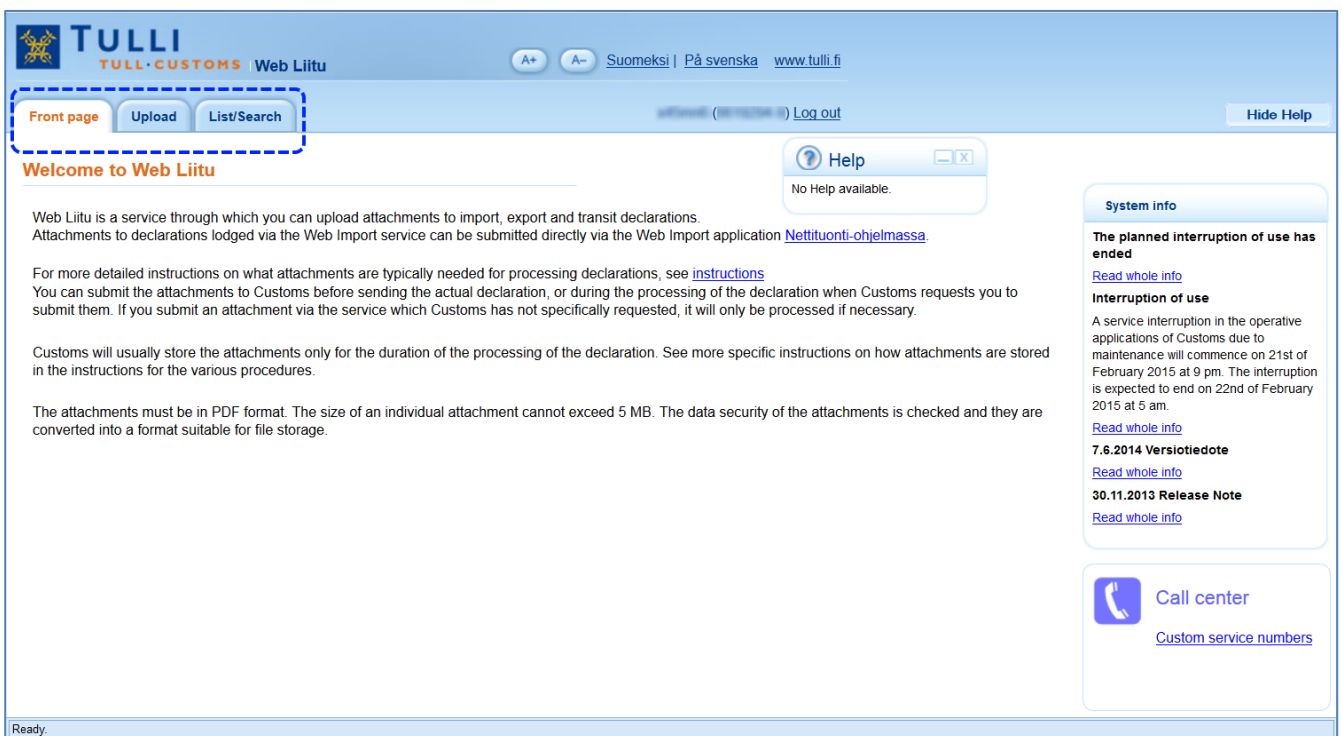 TULLI
TULL·CUSTOMS Web Liitu
A+ A- Suomeksi | På svenska www.tulli.fi
Front page Upload List/Search
( ) Log out
Hide Help
Welcome to Web Liitu
Help
No Help available.
Web Liitu is a service through which you can upload attachments to import, export and transit declarations.
Attachments to declarations lodged via the Web Import service can be submitted directly via the Web Import application Nettituonti-ohjelmassa.
For more detailed instructions on what attachments are typically needed for processing declarations, see instructions
You can submit the attachments to Customs before sending the actual declaration, or during the processing of the declaration when Customs requests you to
submit them. If you submit an attachment via the service which Customs has not specifically requested, it will only be processed if necessary.
Customs will usually store the attachments only for the duration of the processing of the declaration. See more specific instructions on how attachments are stored
in the instructions for the various procedures.
The attachments must be in PDF format. The size of an individual attachment cannot exceed 5 MB. The data security of the attachments is checked and they are
converted into a format suitable for file storage.
System info
The planned interruption of use has
ended
Read whole info
Interruption of use
A service interruption in the operative
applications of Customs due to
maintenance will commence on 21st of
February 2015 at 9 pm. The interruption
is expected to end on 22nd of February
2015 at 5 am.
Read whole info
7.6.2014 Versiotiedote
Read whole info
30.11.2013 Release Note
Read whole info
Call center
Custom service numbers
Ready.